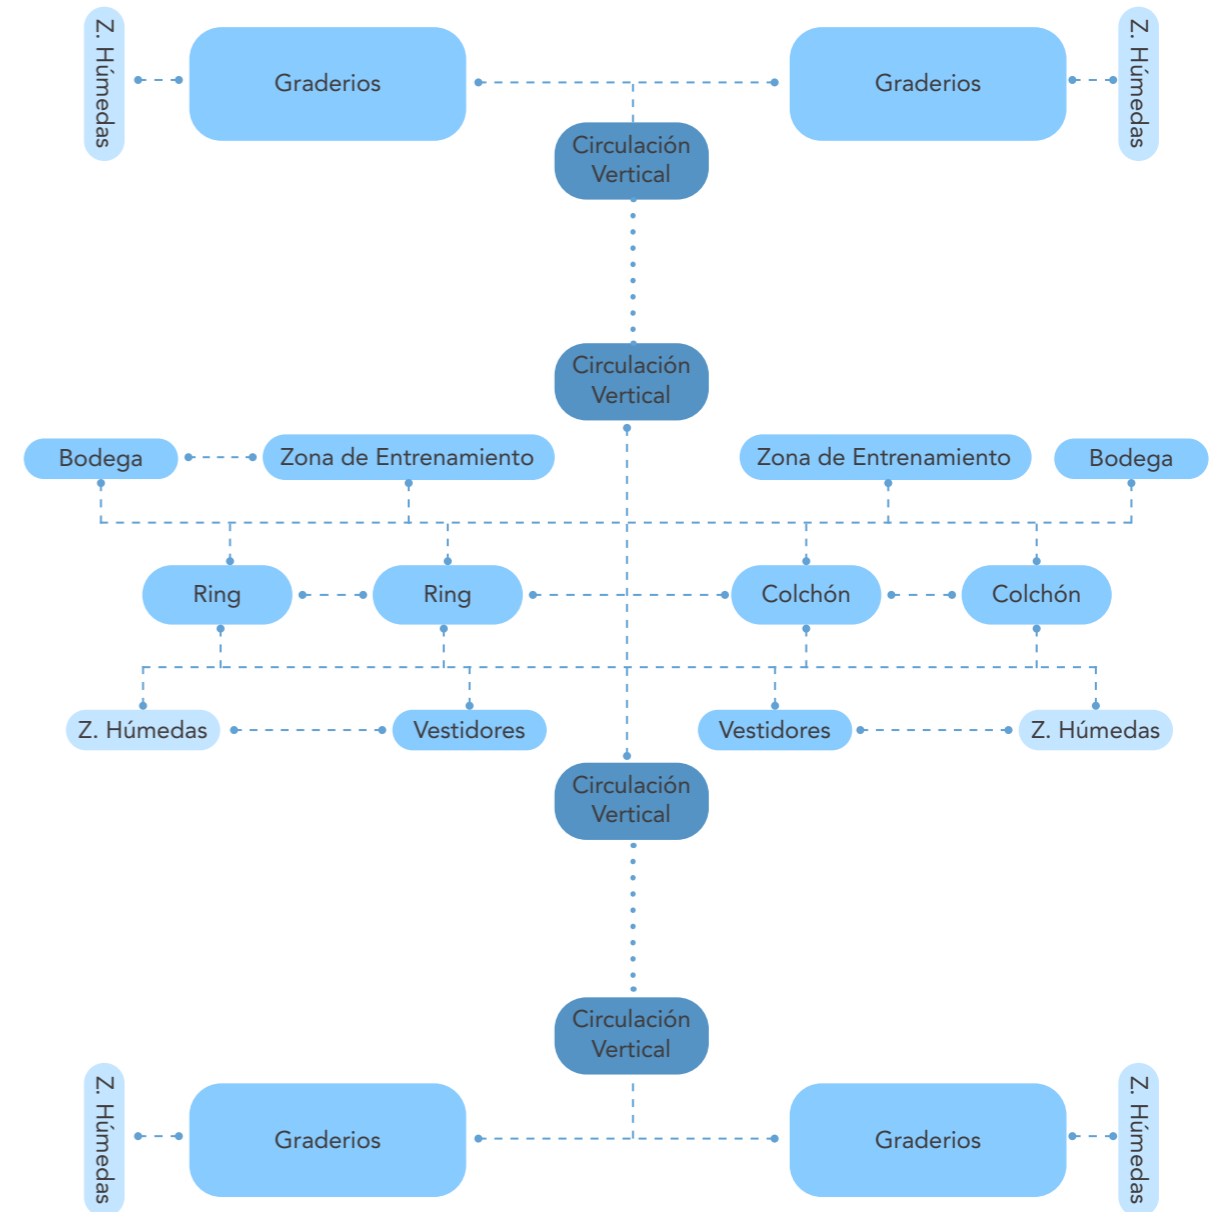 Z. Húmedas
Graderios
Graderios
Z. Húmedas
Circulación
Vertical
Circulación
Vertical
Bodega
Zona de Entrenamiento
Zona de Entrenamiento
Bodega
Ring
Ring
Colchón
Colchón
Z. Húmedas
Vestidores
Vestidores
Z. Húmedas
Circulación
Vertical
Circulación
Vertical
Z. Húmedas
Graderios
Graderios
Z. Húmedas